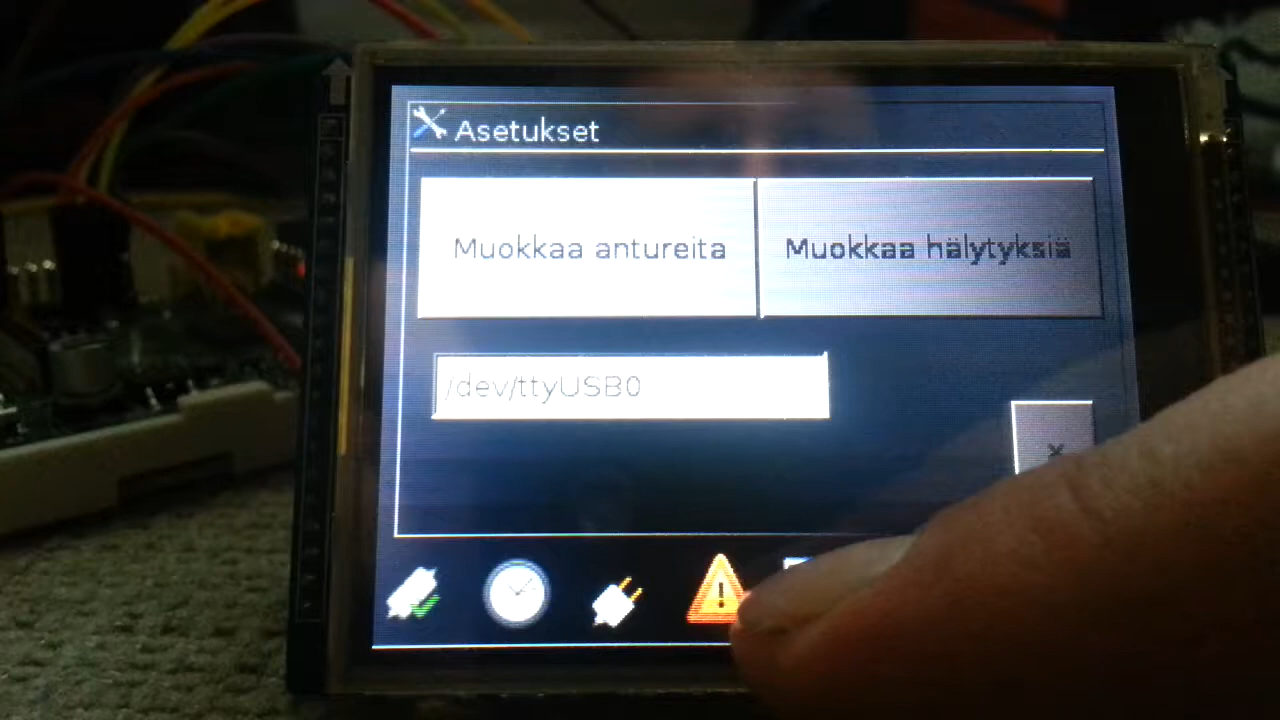 Asetukset
Muokkaa antureita
Muokkaa hälytyksiä
/dev/ttyUSB0
x